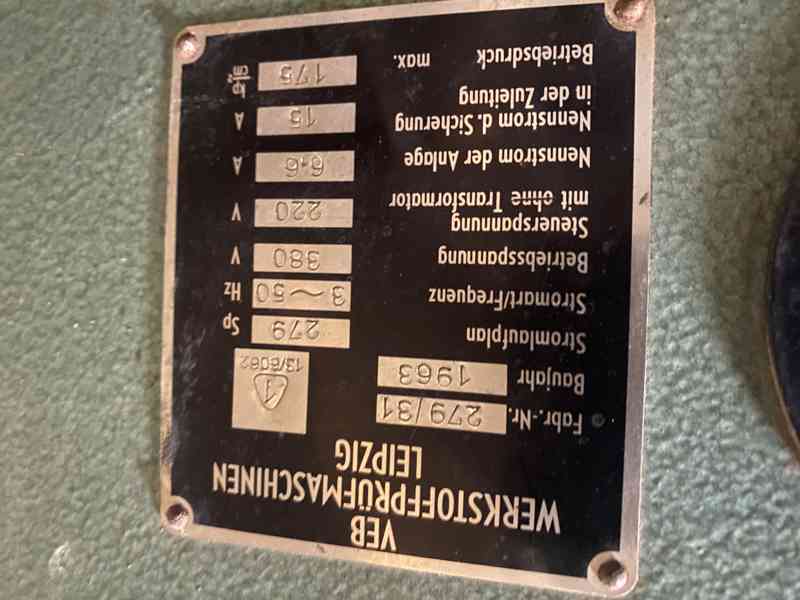 VEB
WERKSTOFFPRÜFMASCHINEN
LEIPZIG
Fabr.-Nr. 279/31
Baujahr 1963
1
13/6082
Stromlaufplan 279 Sp
Stromart/Frequenz 3~50 Hz
Betriebsspannung 380 V
Steuerspannung
mit ohne Transformator 220 V
Nennstrom der Anlage 6.6 A
Nennstrom d. Sicherung
in der Zuleitung 15 A
Betriebsdruck max. 175 kp/cm²